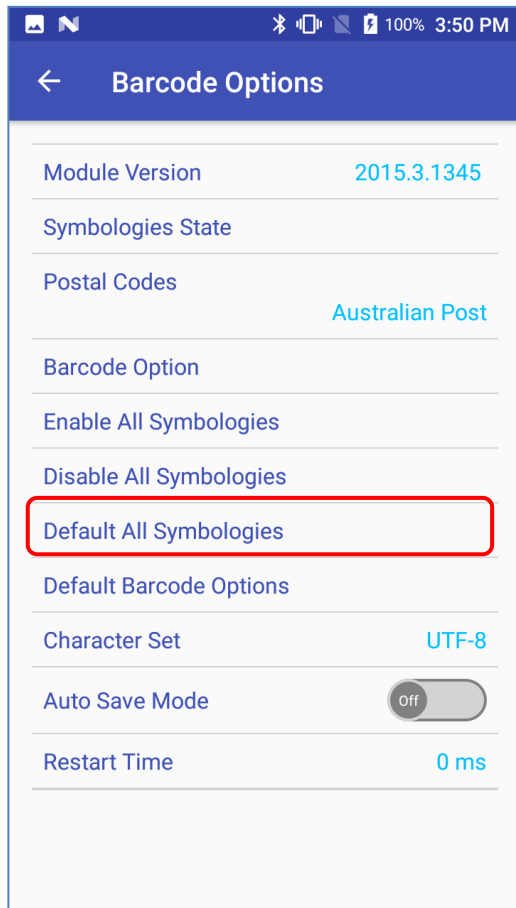 100% 3:50 PM
Barcode Options
Module Version 2015.3.1345
Symbologies State
Postal Codes
Australian Post
Barcode Option
Enable All Symbologies
Disable All Symbologies
Default All Symbologies
Default Barcode Options
Character Set UTF-8
Auto Save Mode Off
Restart Time 0 ms